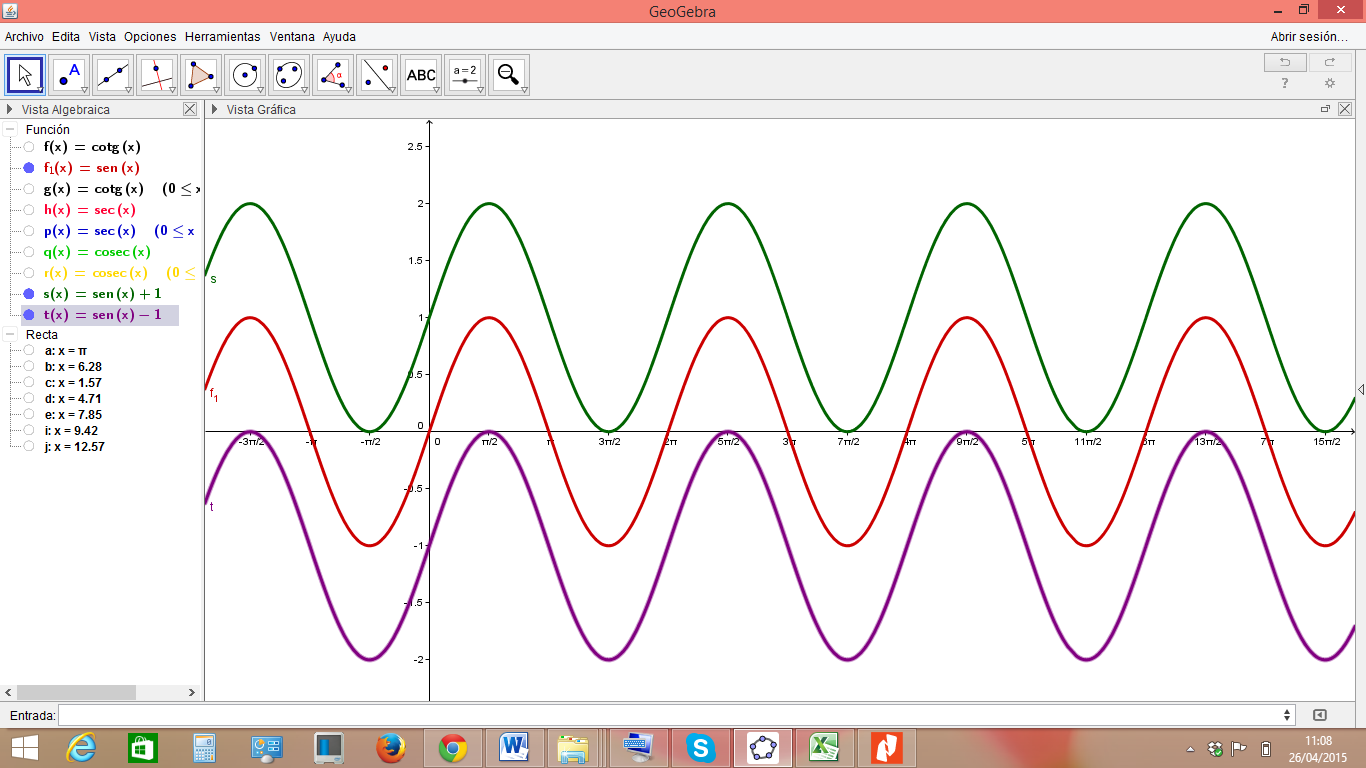 GeoGebra
Archivo Edita Vista Opciones Herramientas Ventana Ayuda Abrir sesión...
A α ABC a=2
?
Vista Algebraica
Función
f(x) = cotg (x)
f₁(x) = sen (x)
g(x) = cotg (x) (0 ≤ x
h(x) = sec (x)
p(x) = sec (x) (0 ≤ x
q(x) = cosec (x)
r(x) = cosec (x) (0 ≤
s(x) = sen (x) + 1
t(x) = sen (x) − 1
Recta
a: x = π
b: x = 6.28
c: x = 1.57
d: x = 4.71
e: x = 7.85
i: x = 9.42
j: x = 12.57
Vista Gráfica
2.5
2
1.5
1
0.5
0
-0.5
-1
-1.5
-2
s
f₁
t
-3π/2 -π -π/2 0 π/2 π 3π/2 2π 5π/2 3π 7π/2 4π 9π/2 5π 11π/2 6π 13π/2 7π 15π/2
Entrada:
W S X
11:08
26/04/2015